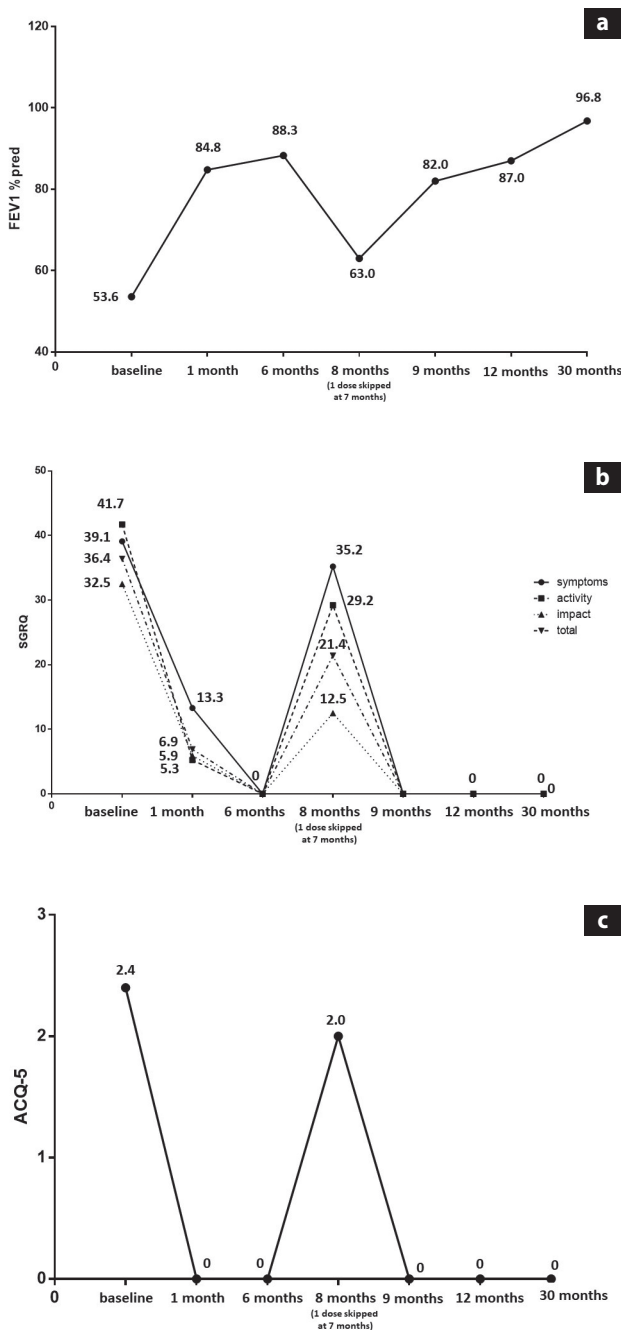 a
120
100
80
60
40
FEV1 % pred
53.6
84.8
88.3
63.0
82.0
87.0
96.8
0
baseline
1 month
6 months
8 months
(1 dose skipped
at 7 months)
9 months
12 months
30 months
b
50
40
30
20
10
0
SGRQ
41.7
39.1
36.4
32.5
13.3
6.9
5.9
5.3
0
35.2
29.2
21.4
12.5
0
0
0
symptoms
activity
impact
total
0
baseline
1 month
6 months
8 months
(1 dose skipped
at 7 months)
9 months
12 months
30 months
c
3
2
1
0
ACQ-5
2.4
0
0
2.0
0
0
0
0
baseline
1 month
6 months
8 months
(1 dose skipped
at 7 months)
9 months
12 months
30 months